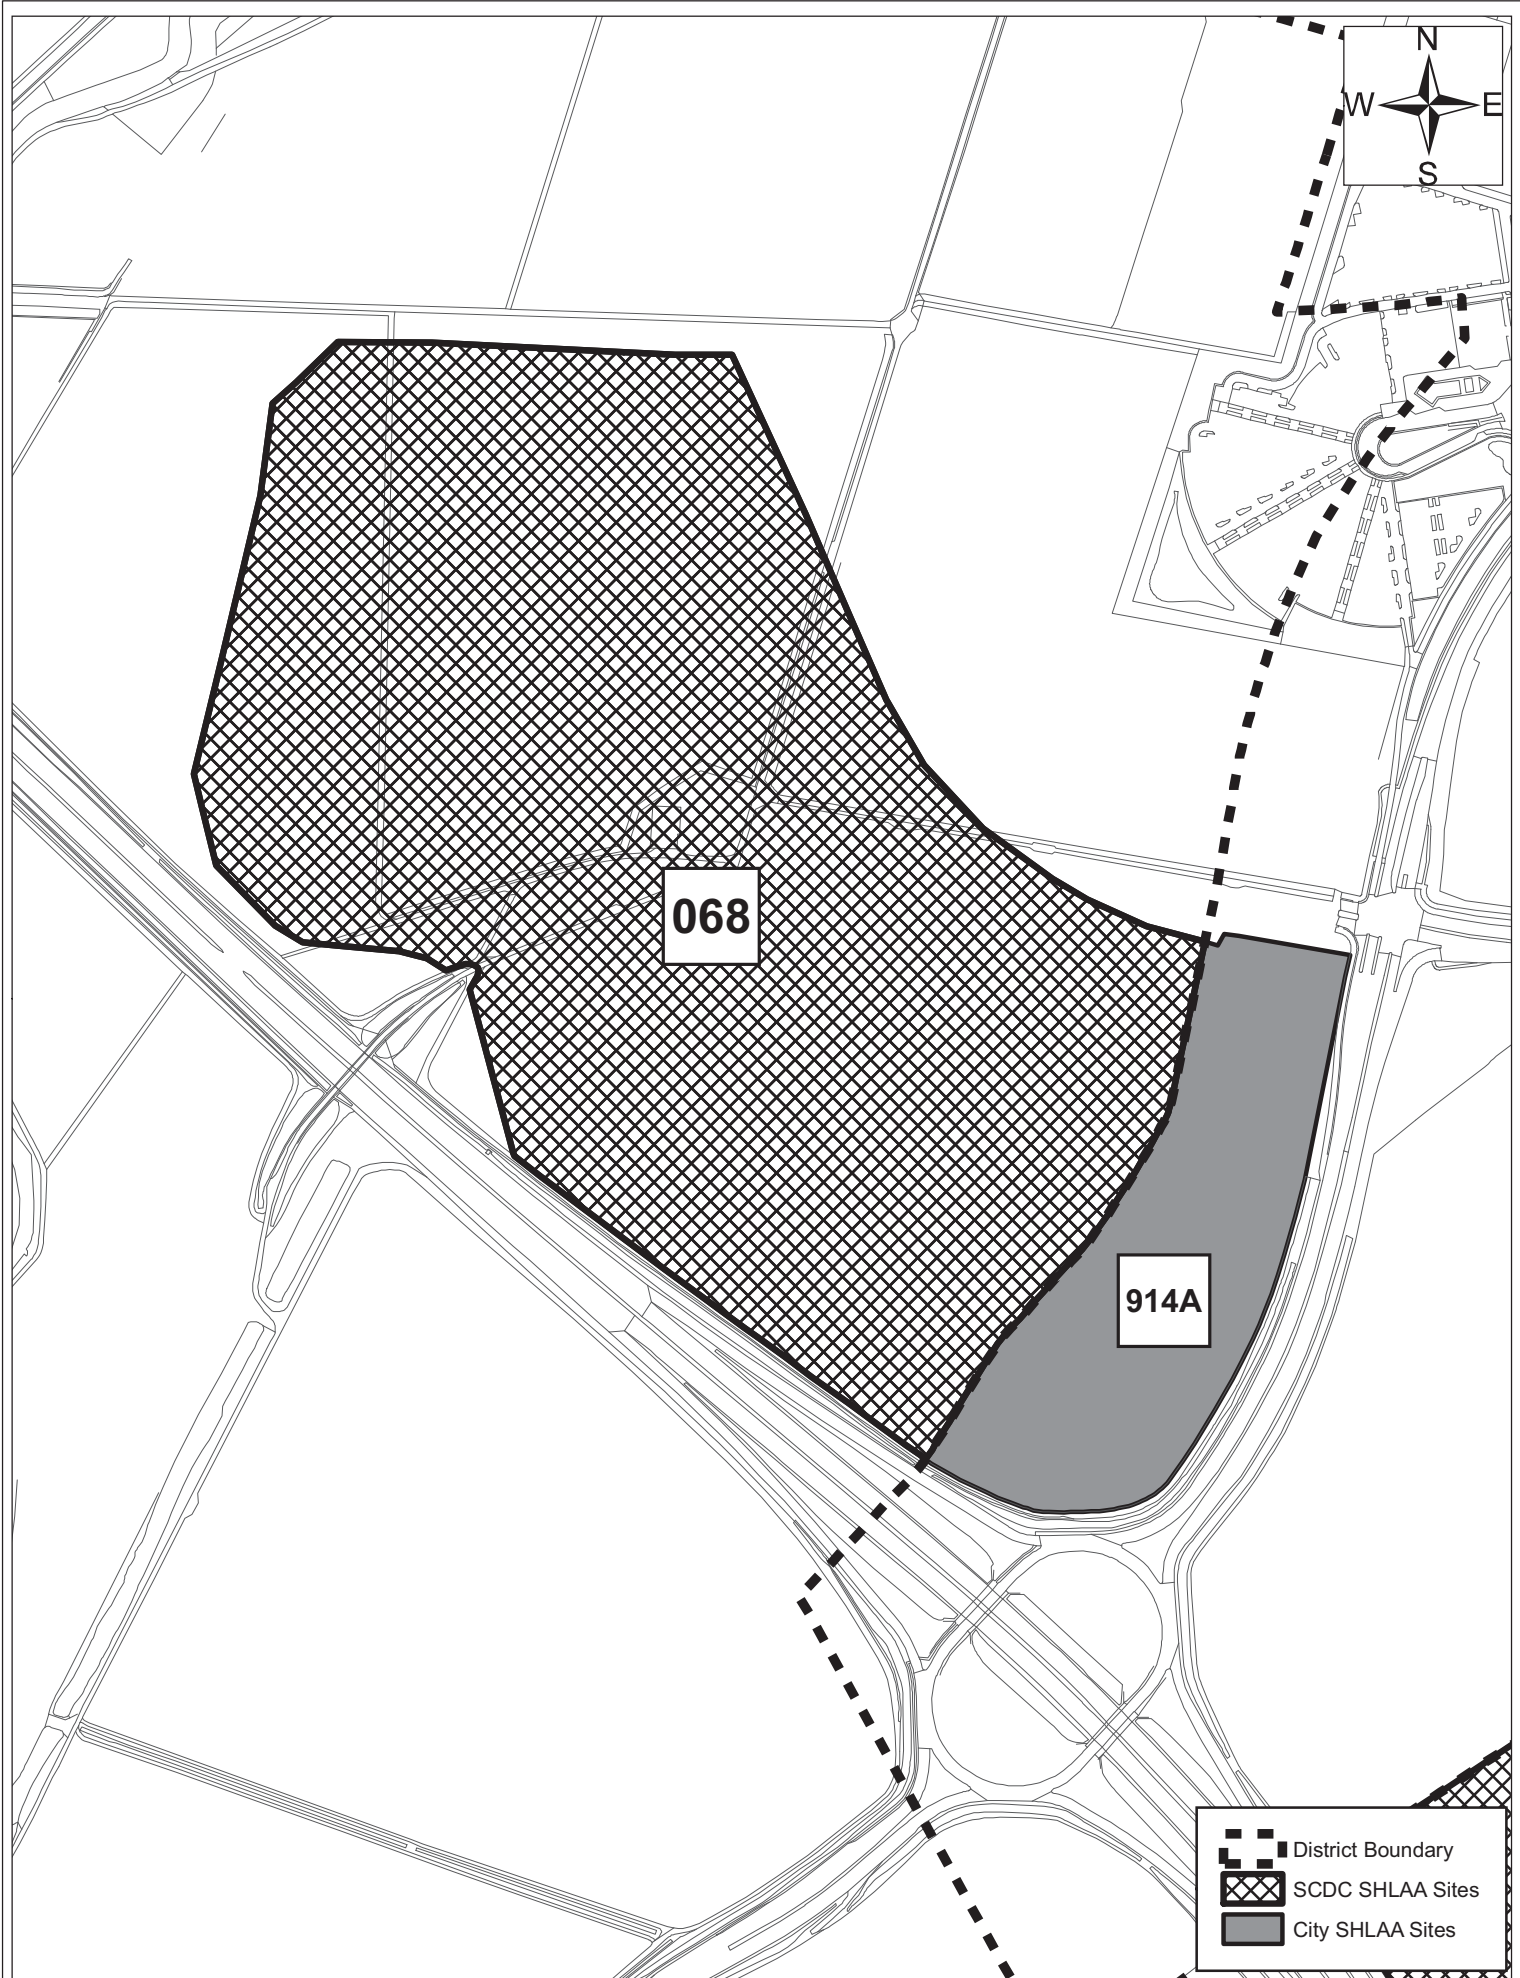 N
W E
S
068
914A
District Boundary
SCDC SHLAA Sites
City SHLAA Sites